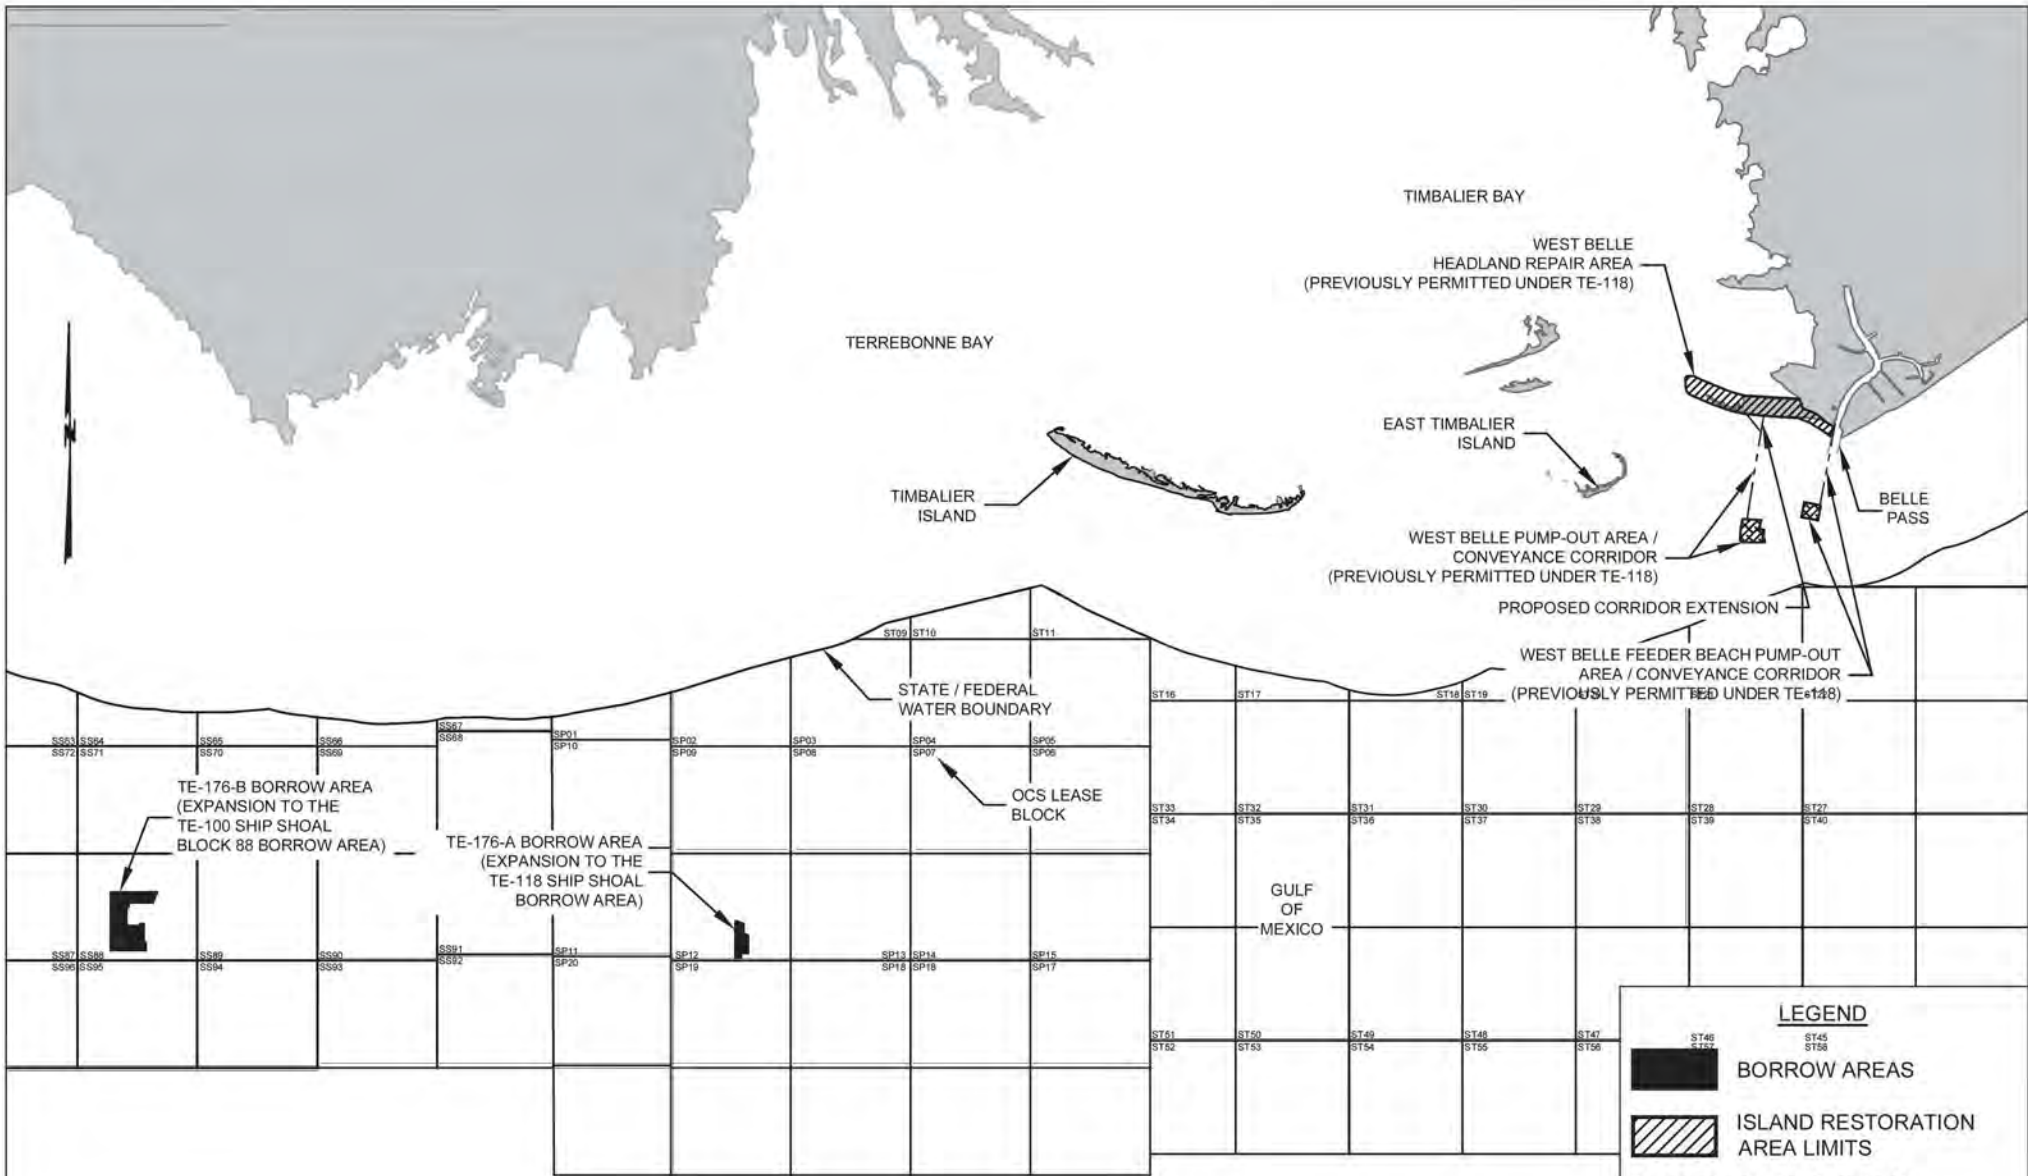 TIMBALIER BAY
WEST BELLE
HEADLAND REPAIR AREA
(PREVIOUSLY PERMITTED UNDER TE-118)
TERREBONNE BAY
N
EAST TIMBALIER
ISLAND
TIMBALIER
ISLAND
BELLE
PASS
WEST BELLE PUMP-OUT AREA /
CONVEYANCE CORRIDOR
(PREVIOUSLY PERMITTED UNDER TE-118)
PROPOSED CORRIDOR EXTENSION
WEST BELLE FEEDER BEACH PUMP-OUT
AREA / CONVEYANCE CORRIDOR
(PREVIOUSLY PERMITTED UNDER TE-118)
ST09 ST10 ST11
STATE / FEDERAL
WATER BOUNDARY
ST16 ST17 ST18 ST19
SS67
SS68
SS63 SS64 SS65 SS66 SP01 SP02 SP03 SP04 SP05
SS72 SS71 SS70 SS69 SP10 SP09 SP08 SP07 SP06
TE-176-B BORROW AREA
(EXPANSION TO THE
TE-100 SHIP SHOAL
BLOCK 88 BORROW AREA)
OCS LEASE
BLOCK
ST33 ST32 ST31 ST30 ST29 ST28 ST27
ST34 ST35 ST36 ST37 ST38 ST39 ST40
TE-176-A BORROW AREA
(EXPANSION TO THE
TE-118 SHIP SHOAL
BORROW AREA)
GULF
OF
MEXICO
SS87 SS88 SS89 SS90 SS91 SP11 SP12 SP13 SP14 SP15
SS96 SS95 SS94 SS93 SS92 SP20 SP19 SP18 SP18 SP17
ST51 ST50 ST49 ST48 ST47 ST46 ST45
ST52 ST53 ST54 ST55 ST56 ST57 ST58
LEGEND
BORROW AREAS
ISLAND RESTORATION
AREA LIMITS